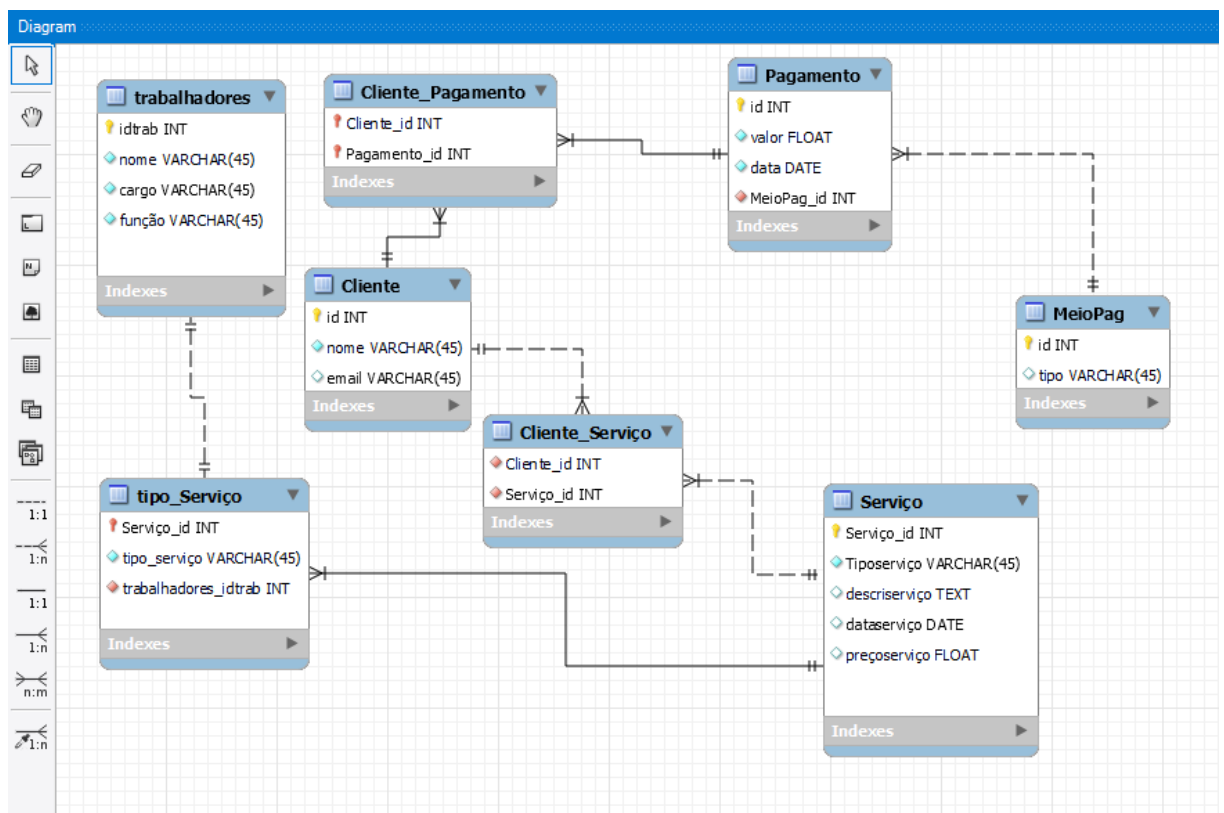 Diagram
trabalhadores
idtrab INT
nome VARCHAR(45)
cargo VARCHAR(45)
função VARCHAR(45)
Indexes
Cliente_Pagamento
Cliente_id INT
Pagamento_id INT
Indexes
Pagamento
id INT
valor FLOAT
data DATE
MeioPag_id INT
Indexes
Cliente
id INT
nome VARCHAR(45)
email VARCHAR(45)
Indexes
MeioPag
id INT
tipo VARCHAR(45)
Indexes
Cliente_Serviço
Cliente_id INT
Serviço_id INT
Indexes
tipo_Serviço
Serviço_id INT
tipo_serviço VARCHAR(45)
trabalhadores_idtrab INT
Indexes
Serviço
Serviço_id INT
Tiposerviço VARCHAR(45)
descriserviço TEXT
dataserviço DATE
preçoserviço FLOAT
Indexes
1:1
1:n
1:1
1:n
n:m
1:n